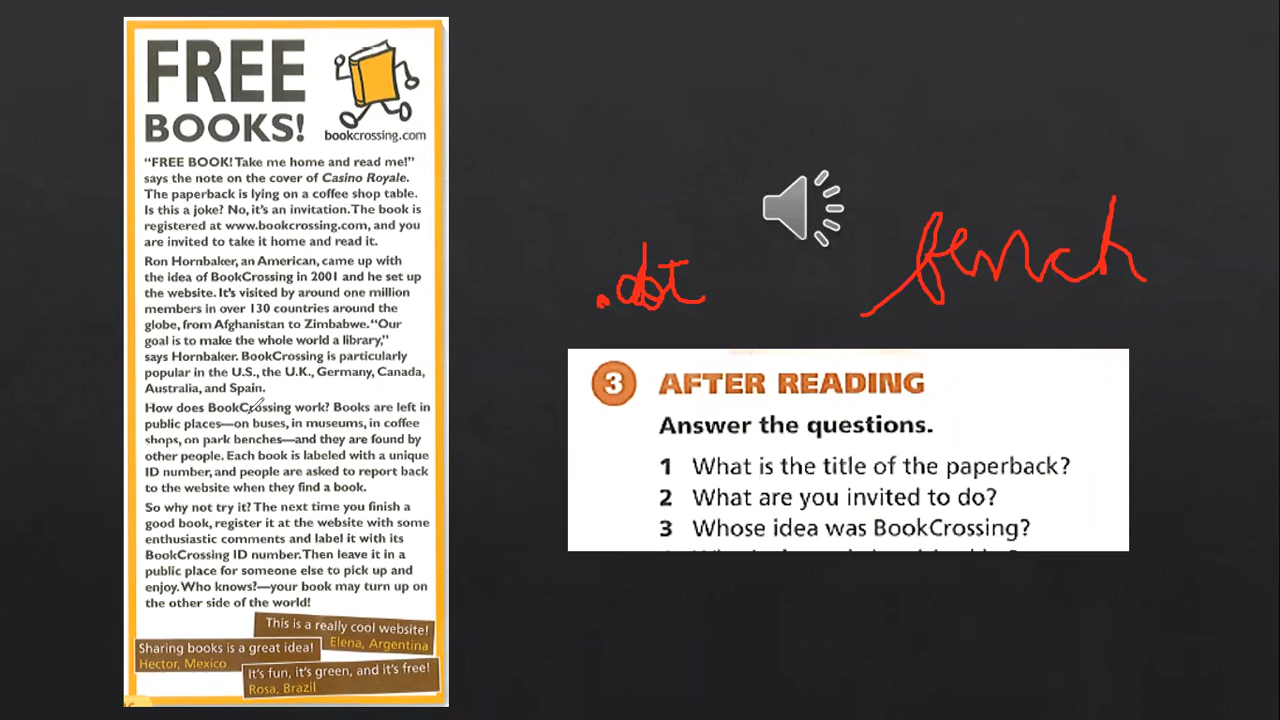 FREE
BOOKS!
bookcrossing.com
“FREE BOOK! Take me home and read me!”
says the note on the cover of Casino Royale.
The paperback is lying on a coffee shop table.
Is this a joke? No, it’s an invitation. The book is
registered at www.bookcrossing.com, and you
are invited to take it home and read it.
Ron Hornbaker, an American, came up with
the idea of BookCrossing in 2001 and he set up
the website. It’s visited by around one million
members in over 130 countries around the
globe, from Afghanistan to Zimbabwe. “Our
goal is to make the whole world a library,”
says Hornbaker. BookCrossing is particularly
popular in the U.S., the U.K., Germany, Canada,
Australia, and Spain.
How does BookCrossing work? Books are left in
public places—on buses, in museums, in coffee
shops, on park benches—and they are found by
other people. Each book is labeled with a unique
ID number, and people are asked to report back
to the website when they find a book.
So why not try it? The next time you finish a
good book, register it at the website with some
enthusiastic comments and label it with its
BookCrossing ID number. Then leave it in a
public place for someone else to pick up and
enjoy. Who knows?—your book may turn up on
the other side of the world!
This is a really cool website!
Elena, Argentina
Sharing books is a great idea!
Hector, Mexico
It’s fun, it’s green, and it’s free!
Rosa, Brazil
.dot
3 AFTER READING
Answer the questions.
1 What is the title of the paperback?
2 What are you invited to do?
3 Whose idea was BookCrossing?